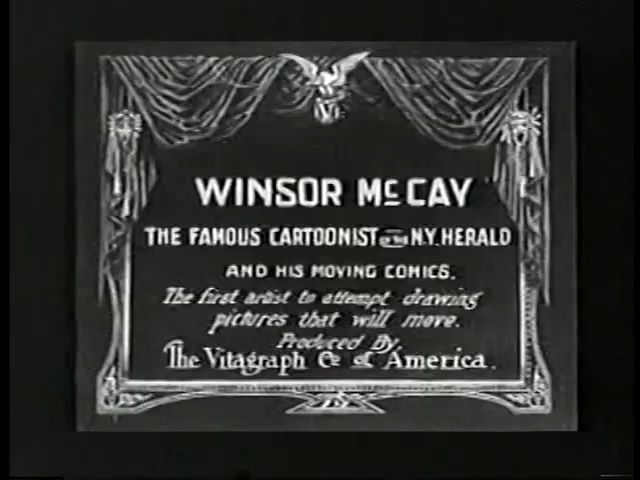 WINSOR McCAY
THE FAMOUS CARTOONIST OF THE N.Y. HERALD
AND HIS MOVING COMICS.
The first artist to attempt drawing
pictures that will move.
Produced By
The Vitagraph Co of America.